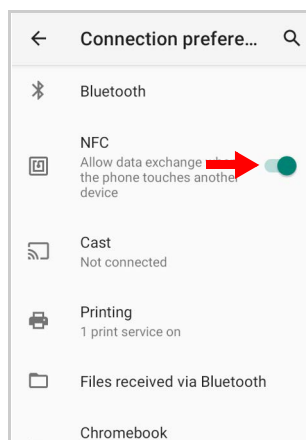 Connection prefere...
Bluetooth
NFC
Allow data exchange
the phone touches another
device
Cast
Not connected
Printing
1 print service on
Files received via Bluetooth
Chromebook